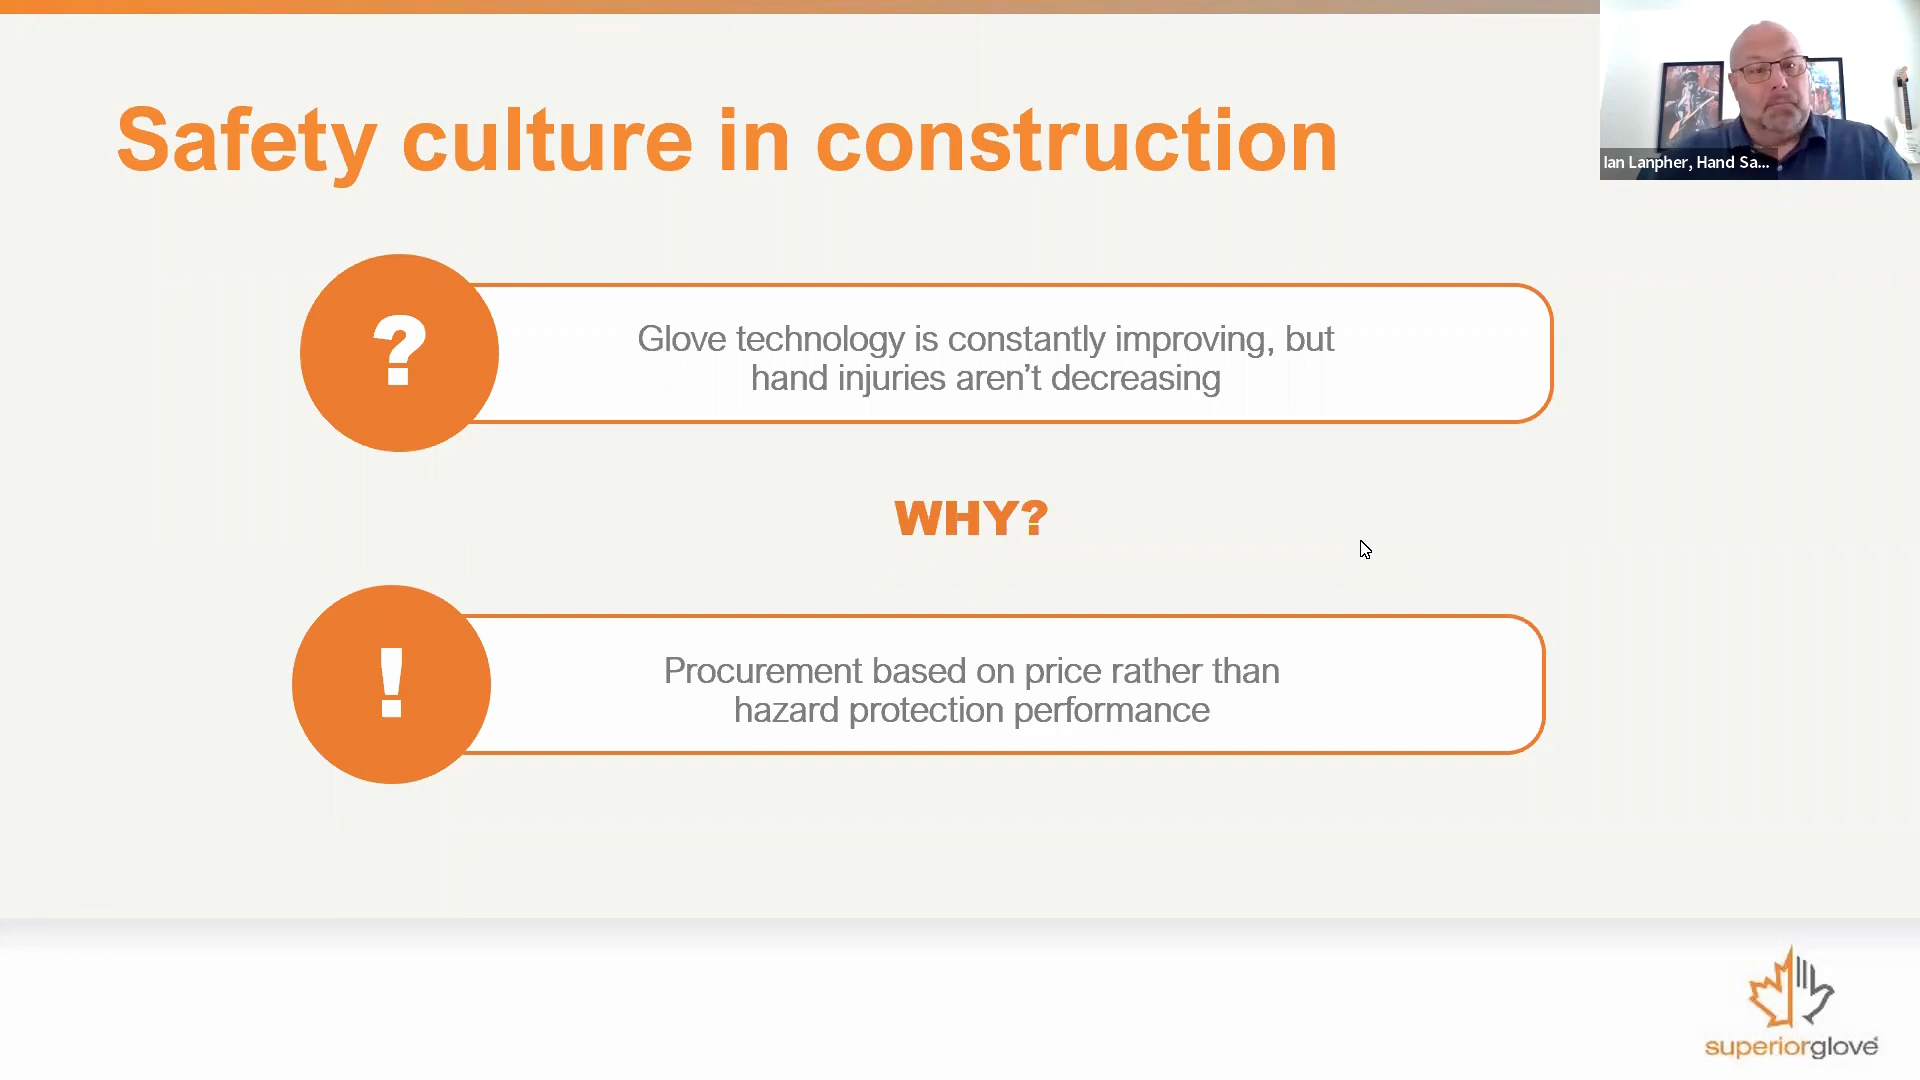 Safety culture in construction
Ian Lanpher, Hand Sa...
?
Glove technology is constantly improving, but
hand injuries aren’t decreasing
WHY?
!
Procurement based on price rather than
hazard protection performance
superiorglove